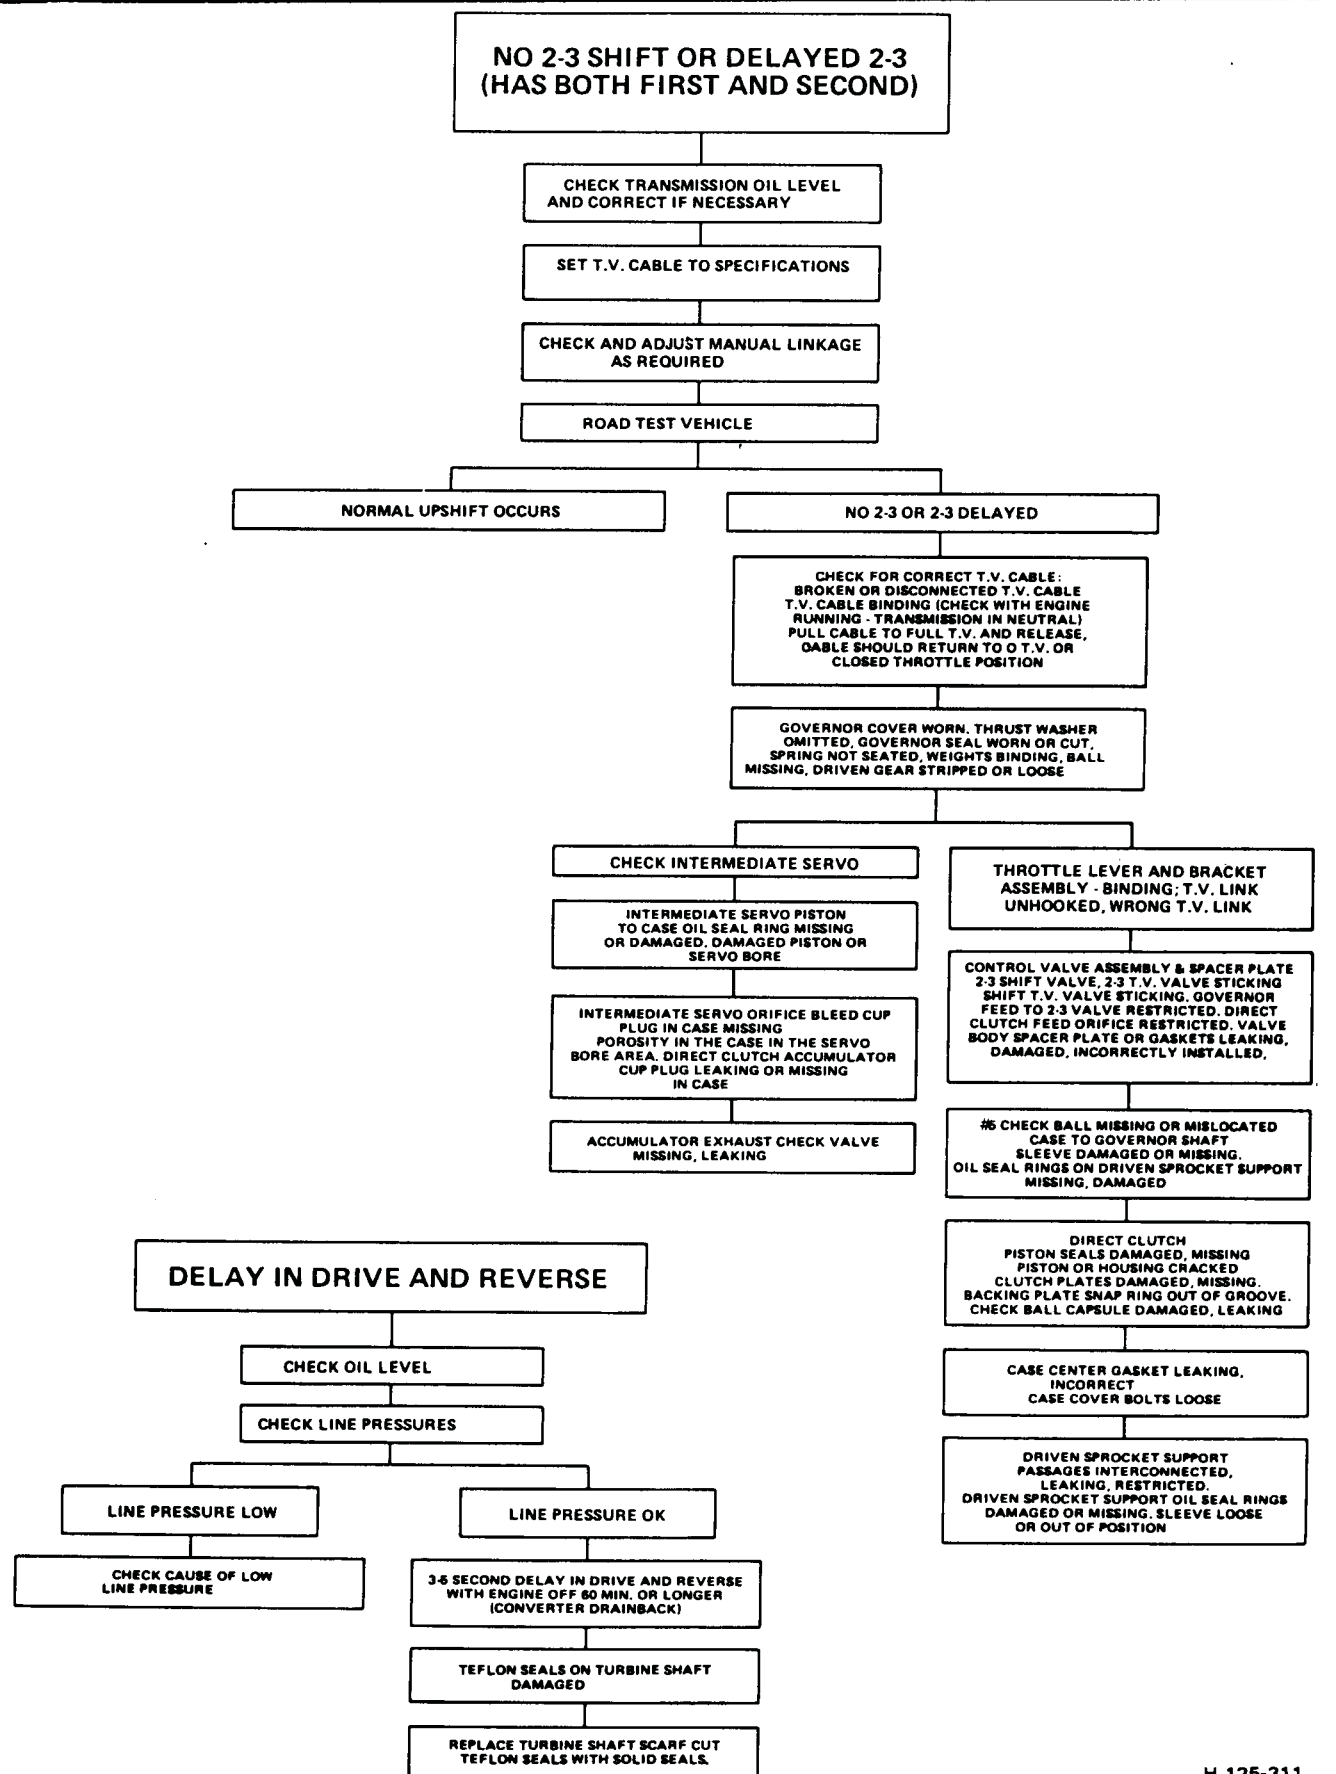 NO 2-3 SHIFT OR DELAYED 2-3
(HAS BOTH FIRST AND SECOND)
CHECK TRANSMISSION OIL LEVEL
AND CORRECT IF NECESSARY
SET T.V. CABLE TO SPECIFICATIONS
CHECK AND ADJUST MANUAL LINKAGE
AS REQUIRED
ROAD TEST VEHICLE
NORMAL UPSHIFT OCCURS
NO 2-3 OR 2-3 DELAYED
CHECK FOR CORRECT T.V. CABLE:
BROKEN OR DISCONNECTED T.V. CABLE
T.V. CABLE BINDING (CHECK WITH ENGINE
RUNNING - TRANSMISSION IN NEUTRAL)
PULL CABLE TO FULL T.V. AND RELEASE,
OABLE SHOULD RETURN TO O T.V. OR
CLOSED THROTTLE POSITION
GOVERNOR COVER WORN. THRUST WASHER
OMITTED, GOVERNOR SEAL WORN OR CUT,
SPRING NOT SEATED, WEIGHTS BINDING, BALL
MISSING, DRIVEN GEAR STRIPPED OR LOOSE
CHECK INTERMEDIATE SERVO
INTERMEDIATE SERVO PISTON
TO CASE OIL SEAL RING MISSING
OR DAMAGED, DAMAGED PISTON OR
SERVO BORE
INTERMEDIATE SERVO ORIFICE BLEED CUP
PLUG IN CASE MISSING
POROSITY IN THE CASE IN THE SERVO
BORE AREA. DIRECT CLUTCH ACCUMULATOR
CUP PLUG LEAKING OR MISSING
IN CASE
ACCUMULATOR EXHAUST CHECK VALVE
MISSING, LEAKING
THROTTLE LEVER AND BRACKET
ASSEMBLY - BINDING; T.V. LINK
UNHOOKED, WRONG T.V. LINK
CONTROL VALVE ASSEMBLY & SPACER PLATE
2-3 SHIFT VALVE, 2-3 T.V. VALVE STICKING
SHIFT T.V. VALVE STICKING. GOVERNOR
FEED TO 2-3 VALVE RESTRICTED. DIRECT
CLUTCH FEED ORIFICE RESTRICTED. VALVE
BODY SPACER PLATE OR GASKETS LEAKING,
DAMAGED, INCORRECTLY INSTALLED,
#5 CHECK BALL MISSING OR MISLOCATED
CASE TO GOVERNOR SHAFT
SLEEVE DAMAGED OR MISSING.
OIL SEAL RINGS ON DRIVEN SPROCKET SUPPORT
MISSING, DAMAGED
DIRECT CLUTCH
PISTON SEALS DAMAGED, MISSING
PISTON OR HOUSING CRACKED
CLUTCH PLATES DAMAGED, MISSING.
BACKING PLATE SNAP RING OUT OF GROOVE.
CHECK BALL CAPSULE DAMAGED, LEAKING
CASE CENTER GASKET LEAKING,
INCORRECT
CASE COVER BOLTS LOOSE
DRIVEN SPROCKET SUPPORT
PASSAGES INTERCONNECTED,
LEAKING, RESTRICTED.
DRIVEN SPROCKET SUPPORT OIL SEAL RINGS
DAMAGED OR MISSING. SLEEVE LOOSE
OR OUT OF POSITION
DELAY IN DRIVE AND REVERSE
CHECK OIL LEVEL
CHECK LINE PRESSURES
LINE PRESSURE LOW
CHECK CAUSE OF LOW
LINE PRESSURE
LINE PRESSURE OK
3-5 SECOND DELAY IN DRIVE AND REVERSE
WITH ENGINE OFF 60 MIN. OR LONGER
(CONVERTER DRAINBACK)
TEFLON SEALS ON TURBINE SHAFT
DAMAGED
REPLACE TURBINE SHAFT SCARF CUT
TEFLON SEALS WITH SOLID SEALS.
H-125-211